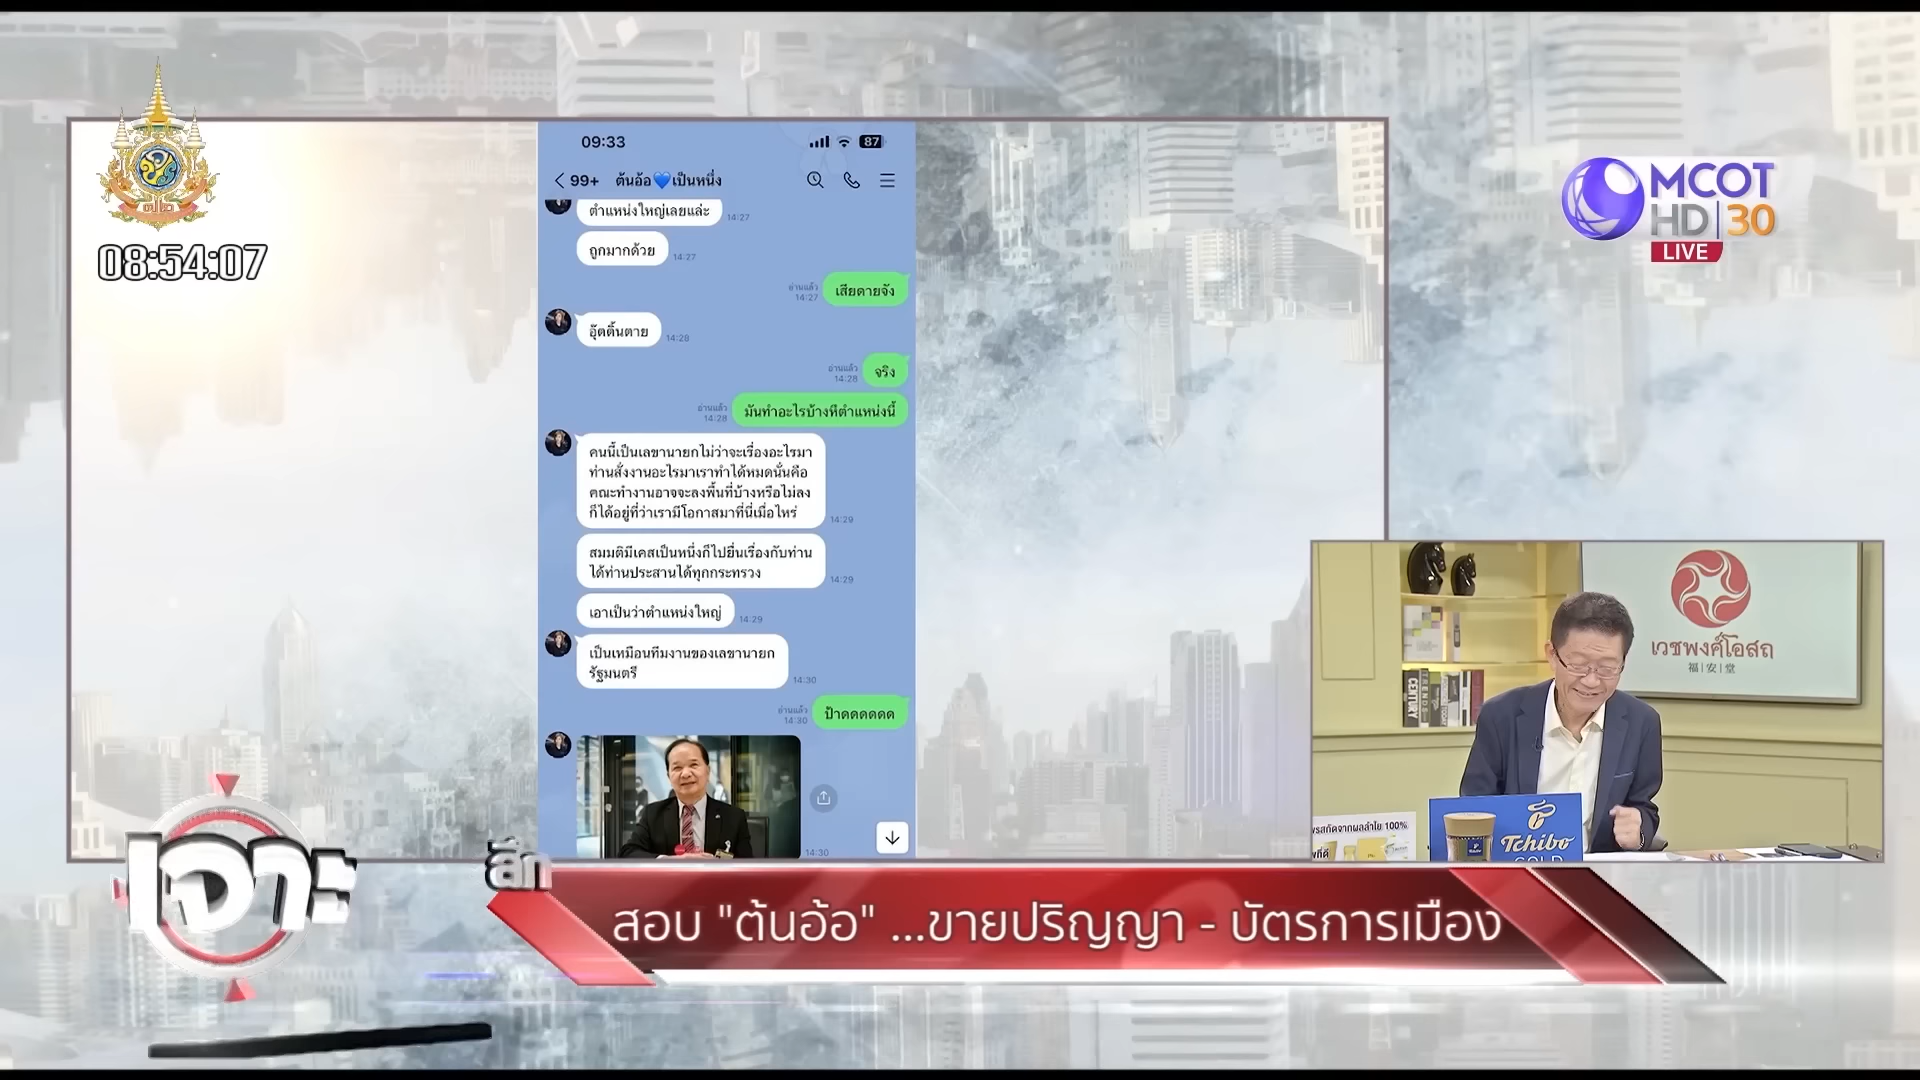 08:54:07
MCOT
HD 30
LIVE
09:33
87
99+ ต้นอ้อ💙เป็นหนึ่ง
ตำแหน่งใหญ่เลยแล่ะ
14:27
ถูกมากด้วย
14:27
อ่านแล้ว
14:27
เสียดายจัง
อุ๊ดติ้นตาย
14:28
อ่านแล้ว
14:28
จริง
อ่านแล้ว
14:28
มันทำอะไรบ้างหีตำแหน่งนี้
คนนี้เป็นเลขานายกไม่ว่าจะเรื่องอะไรมา
ท่านสั่งงานอะไรมาเราทำได้หมดนั่นคือ
คณะทำงานอาจจะลงพื้นที่บ้างหรือไม่ลง
ก็ได้อยู่ที่ว่าเรามีโอกาสมาที่นี่เมื่อไหร่
14:29
สมมติมีเคสเป็นหนึ่งก็ไปยื่นเรื่องกับท่าน
ได้ท่านประสานได้ทุกกระทรวง
14:29
เอาเป็นว่าตำแหน่งใหญ่
14:29
เป็นเหมือนทีมงานของเลขานายก
รัฐมนตรี
14:30
อ่านแล้ว
14:30
ป้าดดดดดด
14:30
เวชพงศ์โอสถ
福|安|堂
CENTURY
รสกัดจากผลลำไย 100%
Tchibo
GOLD
เจาะ
ลึก
สอบ "ต้นอ้อ" ...ขายปริญญา - บัตรการเมือง